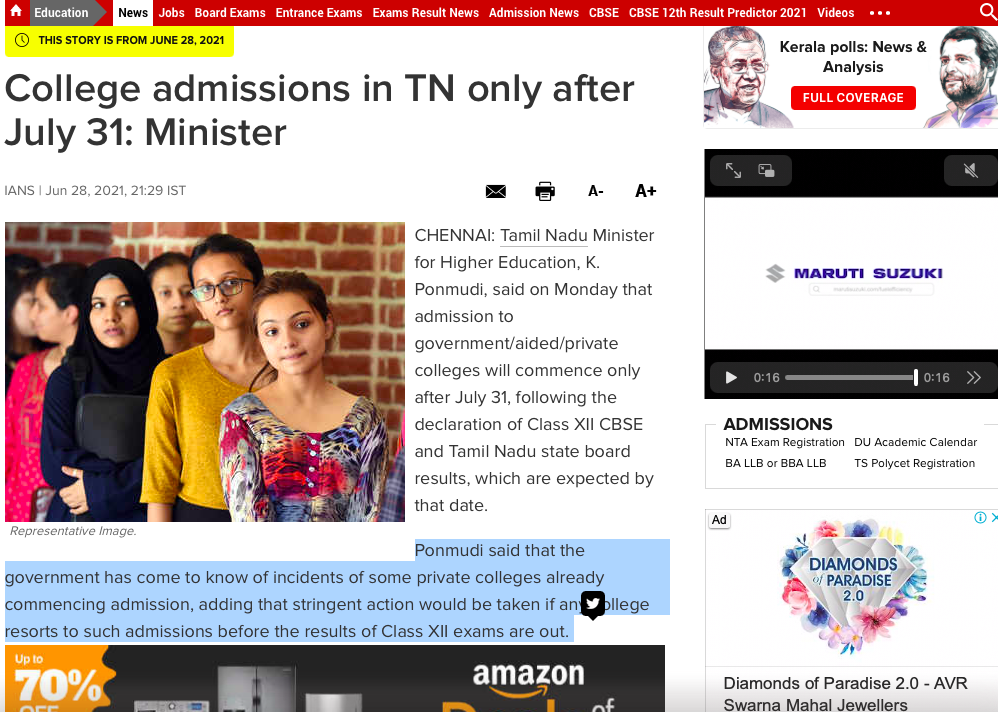 Education
News
Jobs
Board Exams
Entrance Exams
Exams Result News
Admission News
CBSE
CBSE 12th Result Predictor 2021
Videos
THIS STORY IS FROM JUNE 28, 2021
College admissions in TN only after
July 31: Minister
IANS | Jun 28, 2021, 21:29 IST
A-
A+
CHENNAI: Tamil Nadu Minister
for Higher Education, K.
Ponmudi, said on Monday that
admission to
government/aided/private
colleges will commence only
after July 31, following the
declaration of Class XII CBSE
and Tamil Nadu state board
results, which are expected by
that date.
Representative Image.
Ponmudi said that the
government has come to know of incidents of some private colleges already
commencing admission, adding that stringent action would be taken if any college
resorts to such admissions before the results of Class XII exams are out.
Up to
70%
OFF
amazon
of
Kerala polls: News &
Analysis
FULL COVERAGE
MARUTI SUZUKI
0:16
0:16
ADMISSIONS
NTA Exam Registration
DU Academic Calendar
BA LLB or BBA LLB
TS Polycet Registration
Ad
DIAMONDS
of PARADISE
2.0
Diamonds of Paradise 2.0 - AVR
Swarna Mahal Jewellers